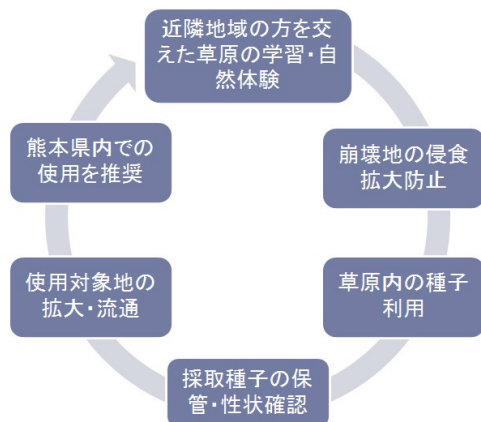 近隣地域の方を交
えた草原の学習・自
然体験
崩壊地の侵食
拡大防止
草原内の種子
利用
採取種子の保
管・性状確認
使用対象地の
拡大・流通
熊本県内での
使用を推奨